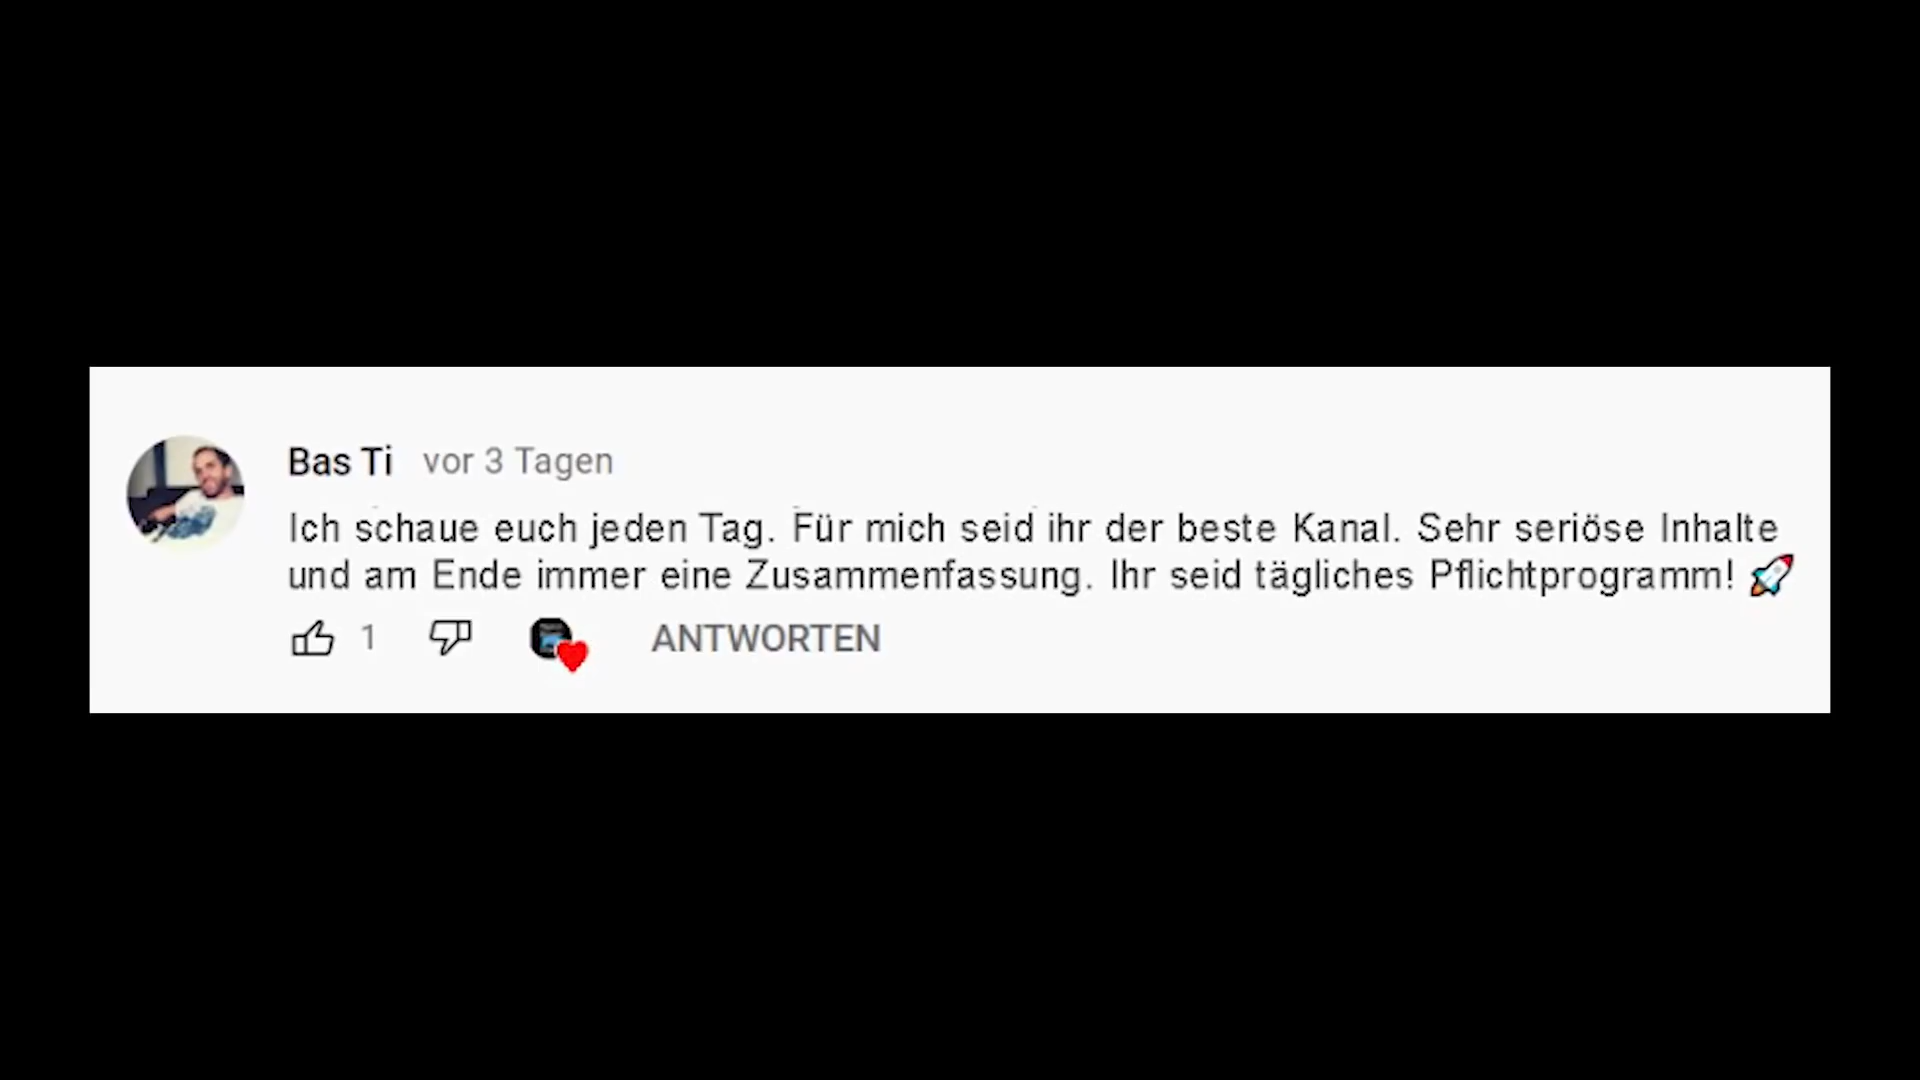 Bas Ti vor 3 Tagen
Ich schaue euch jeden Tag. Für mich seid ihr der beste Kanal. Sehr seriöse Inhalte
und am Ende immer eine Zusammenfassung. Ihr seid tägliches Pflichtprogramm! 🚀
1 ANTWORTEN